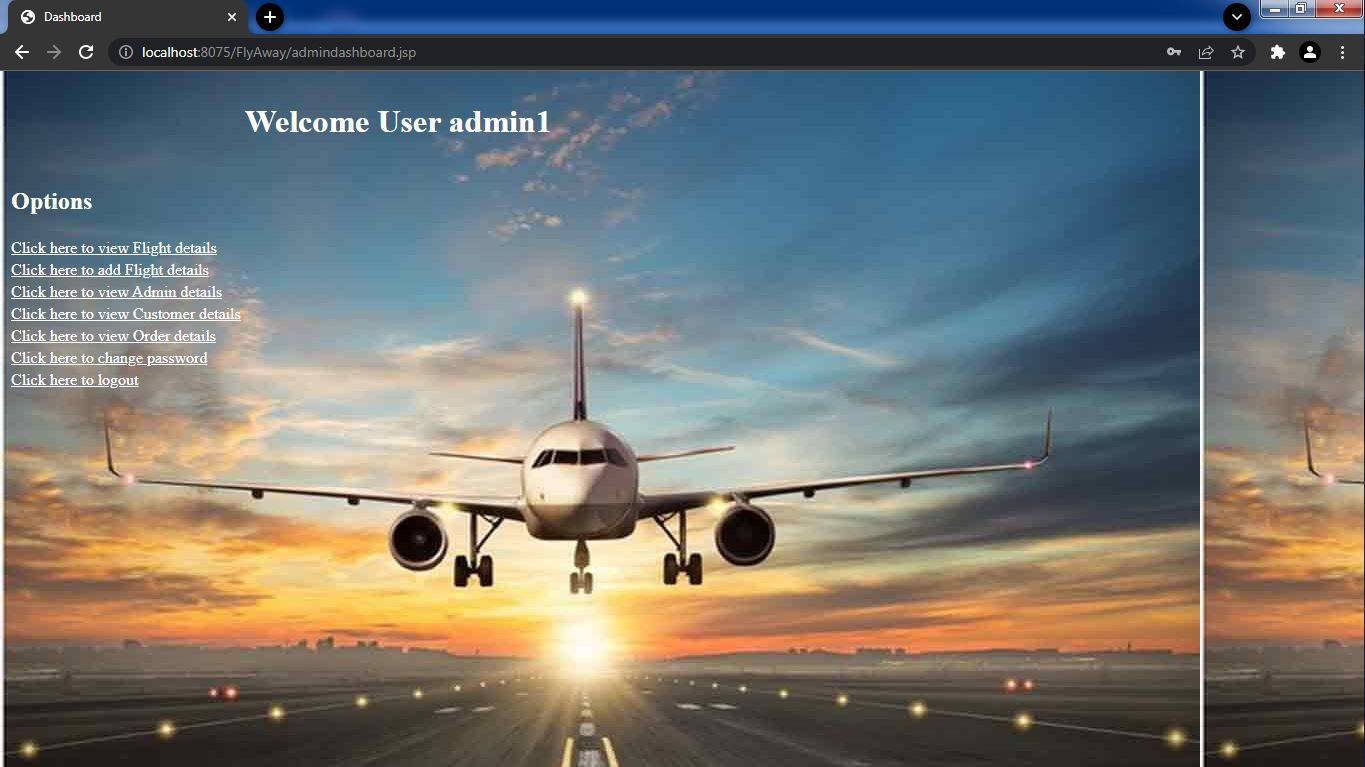 Dashboard
localhost:8075/FlyAway/admindashboard.jsp
Welcome User admin1
Options
Click here to view Flight details
Click here to add Flight details
Click here to view Admin details
Click here to view Customer details
Click here to view Order details
Click here to change password
Click here to logout